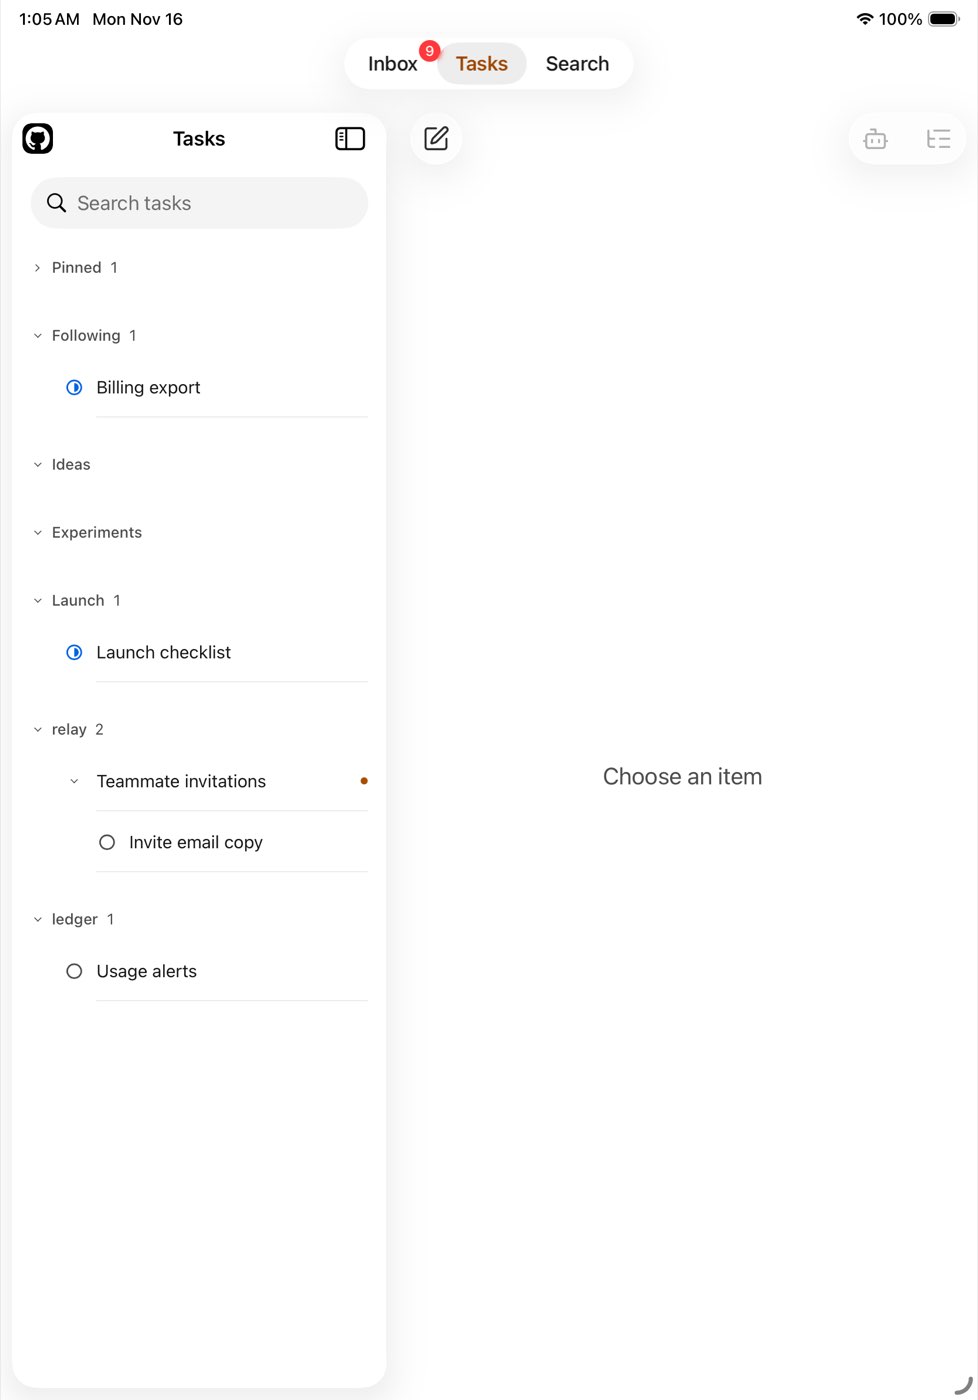 1:05 AM Mon Nov 16
100%
Inbox 9 Tasks Search
Tasks
Search tasks
Pinned 1
Following 1
Billing export
Ideas
Experiments
Launch 1
Launch checklist
relay 2
Teammate invitations
Invite email copy
ledger 1
Usage alerts
Choose an item